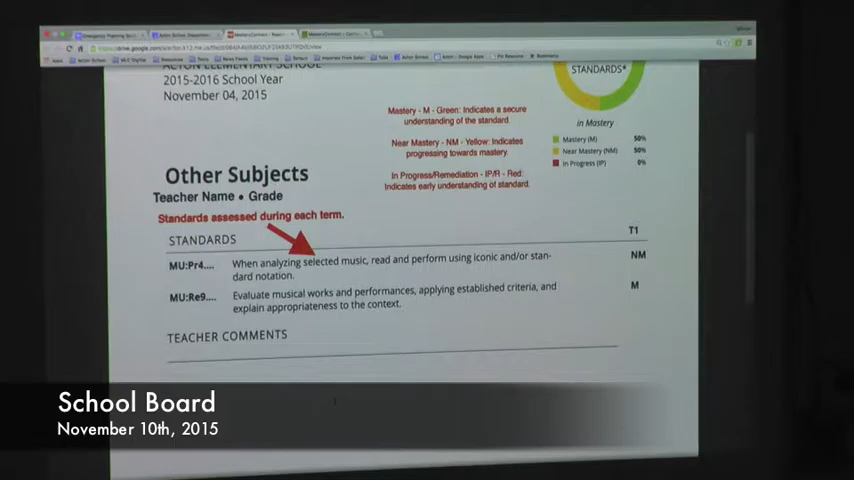 ACTON ELEMENTARY SCHOOL
2015-2016 School Year
November 04, 2015
STANDARDS*
in Mastery
Mastery (M) 50%
Near Mastery (NM) 50%
In Progress (IP) 0%
Mastery - M - Green: Indicates a secure
understanding of the standard.
Near Mastery - NM - Yellow: Indicates
progressing towards mastery.
In Progress/Remediation - IP/R - Red:
Indicates early understanding of standard.
Other Subjects
Teacher Name • Grade
Standards assessed during each term.
STANDARDS T1
MU:Pr4.... When analyzing selected music, read and perform using iconic and/or stan-
dard notation. NM
MU:Re9.... Evaluate musical works and performances, applying established criteria, and
explain appropriateness to the context. M
TEACHER COMMENTS
School Board
November 10th, 2015